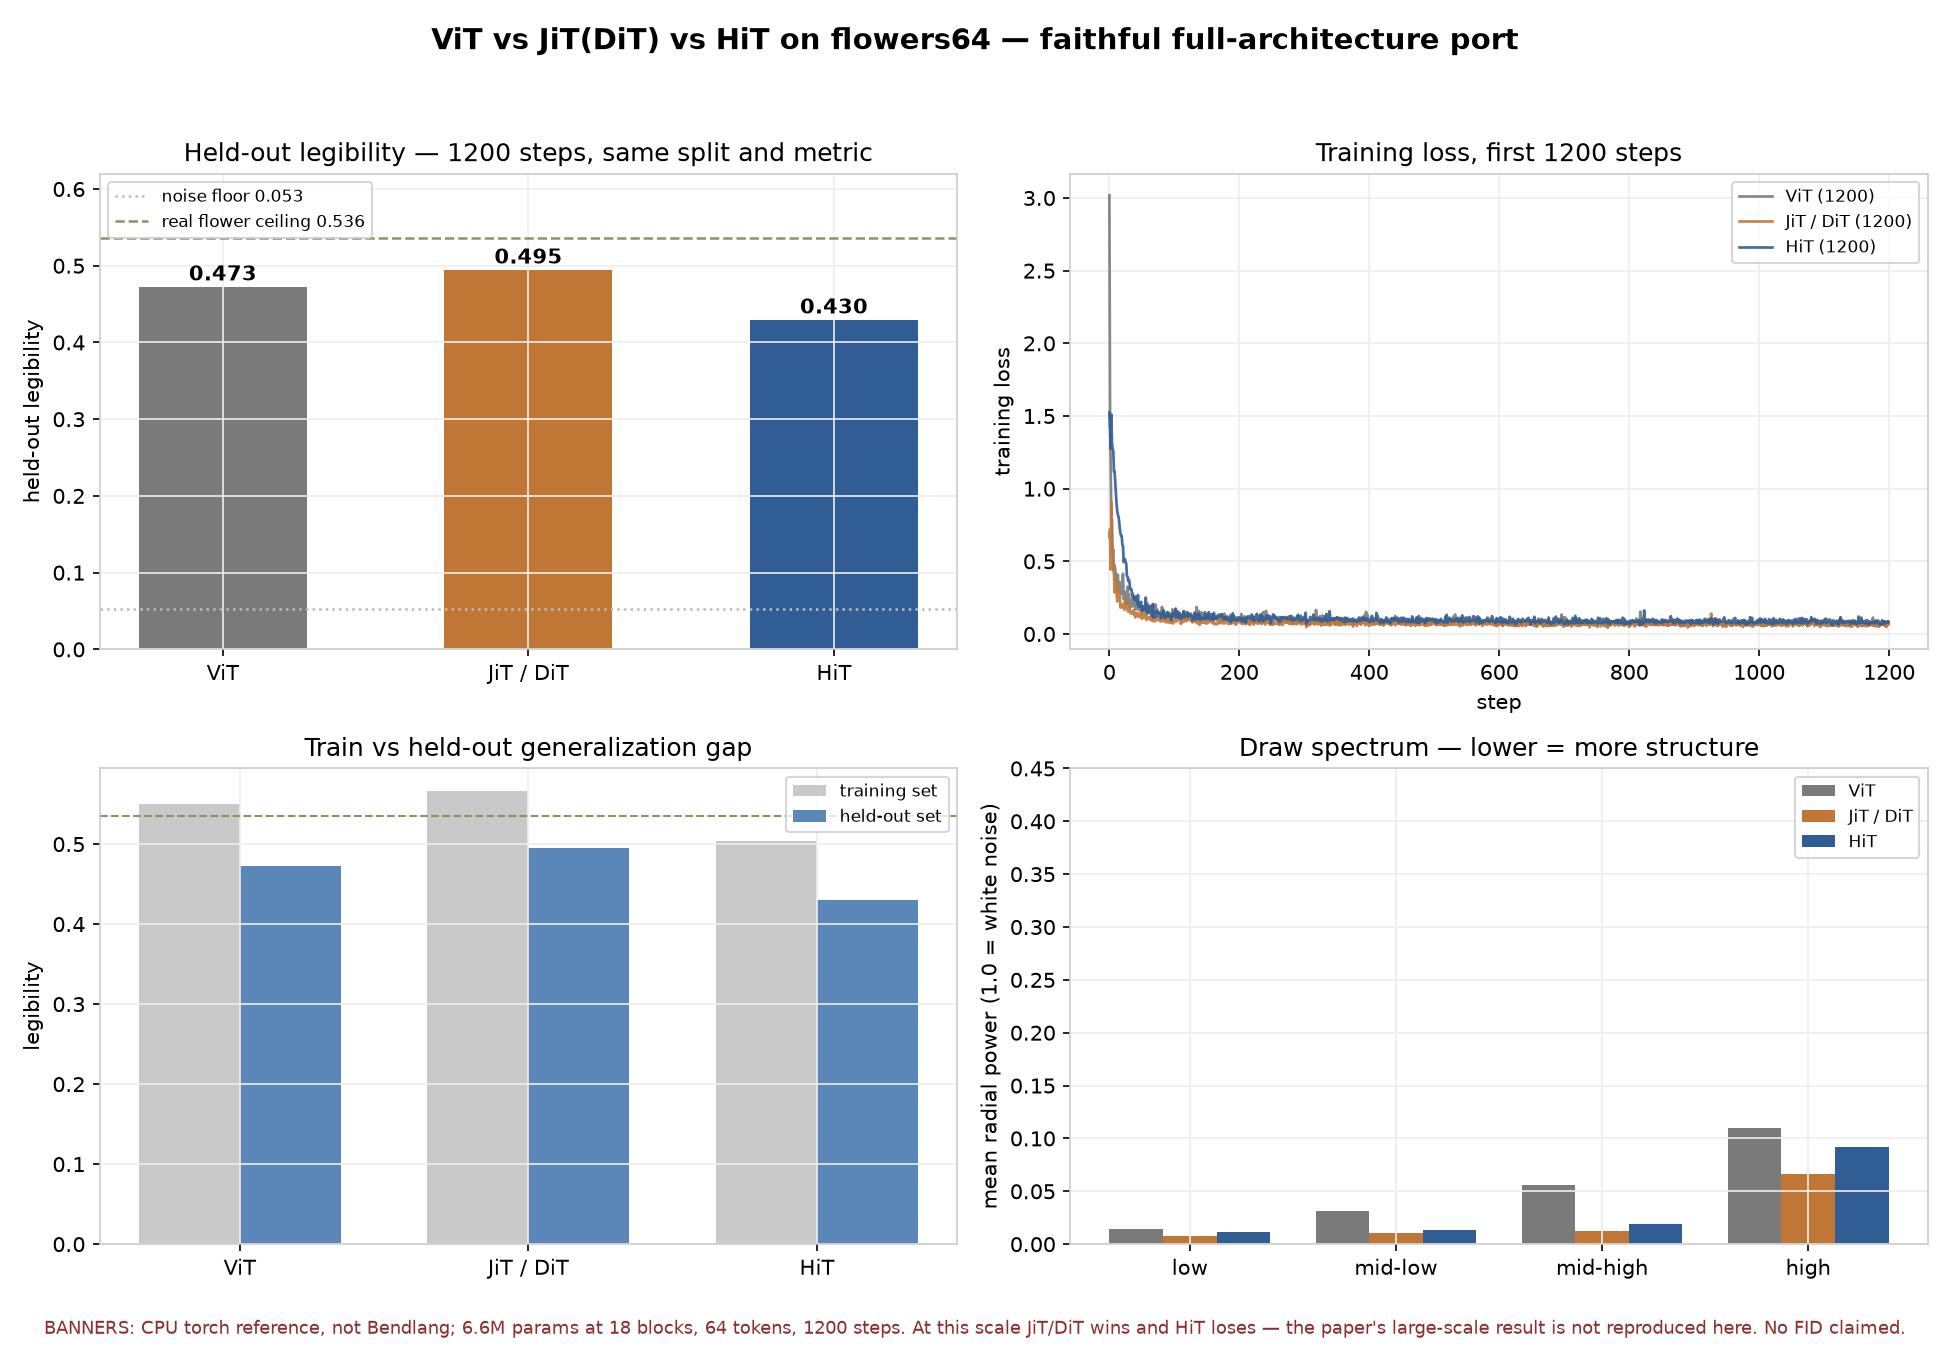 ViT vs JiT(DiT) vs HiT on flowers64 — faithful full-architecture port
Held-out legibility — 1200 steps, same split and metric
held-out legibility
0.6
0.5
0.4
0.3
0.2
0.1
0.0
noise floor 0.053
real flower ceiling 0.536
0.473
0.495
0.430
ViT
JiT / DiT
HiT
Training loss, first 1200 steps
training loss
3.0
2.5
2.0
1.5
1.0
0.5
0.0
ViT (1200)
JiT / DiT (1200)
HiT (1200)
0
200
400
600
800
1000
1200
step
Train vs held-out generalization gap
legibility
0.5
0.4
0.3
0.2
0.1
0.0
training set
held-out set
ViT
JiT / DiT
HiT
Draw spectrum — lower = more structure
mean radial power (1.0 = white noise)
0.45
0.40
0.35
0.30
0.25
0.20
0.15
0.10
0.05
0.00
ViT
JiT / DiT
HiT
low
mid-low
mid-high
high
BANNERS: CPU torch reference, not Bendlang; 6.6M params at 18 blocks, 64 tokens, 1200 steps. At this scale JiT/DiT wins and HiT loses — the paper's large-scale result is not reproduced here. No FID claimed.